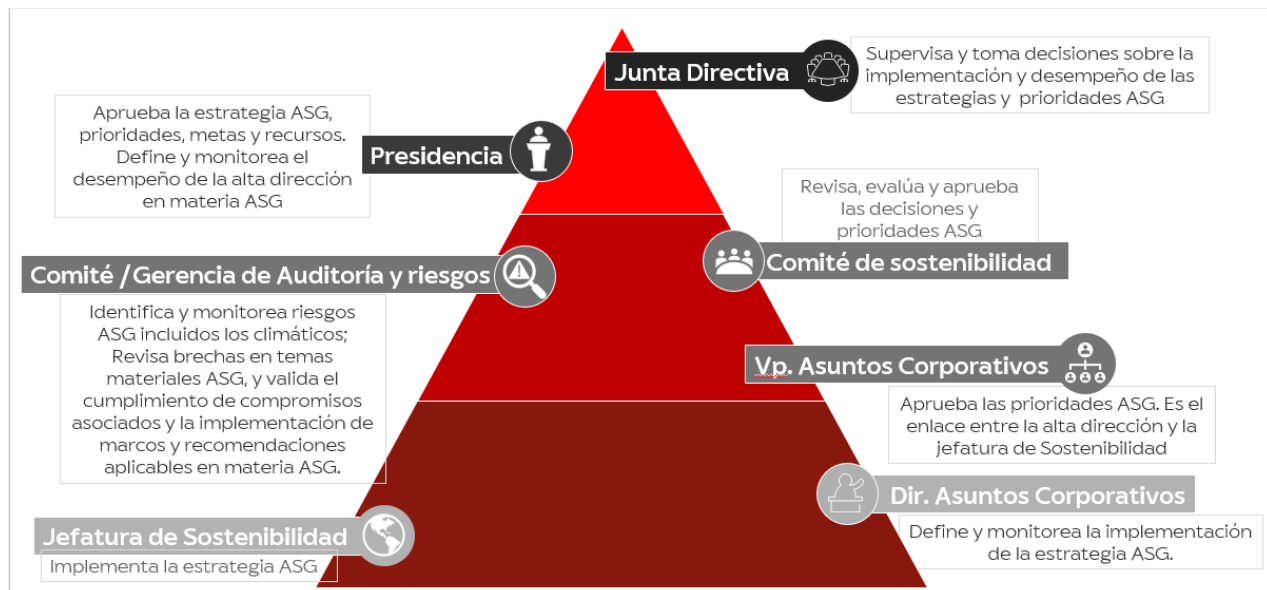 Junta Directiva
Supervisa y toma decisiones sobre la
implementación y desempeño de las
estrategias y prioridades ASG
Aprueba la estrategia ASG,
prioridades, metas y recursos.
Define y monitorea el
desempeño de la alta dirección
en materia ASG
Presidencia
Revisa, evalúa y aprueba
las decisiones y
prioridades ASG
Comité de sostenibilidad
Comité /Gerencia de Auditoría y riesgos
Identifica y monitorea riesgos
ASG incluidos los climáticos;
Revisa brechas en temas
materiales ASG, y valida el
cumplimiento de compromisos
asociados y la implementación de
marcos y recomendaciones
aplicables en materia ASG.
Vp. Asuntos Corporativos
Aprueba las prioridades ASG. Es el
enlace entre la alta dirección y la
jefatura de Sostenibilidad
Dir. Asuntos Corporativos
Define y monitorea la implementación
de la estrategia ASG.
Jefatura de Sostenibilidad
Implementa la estrategia ASG